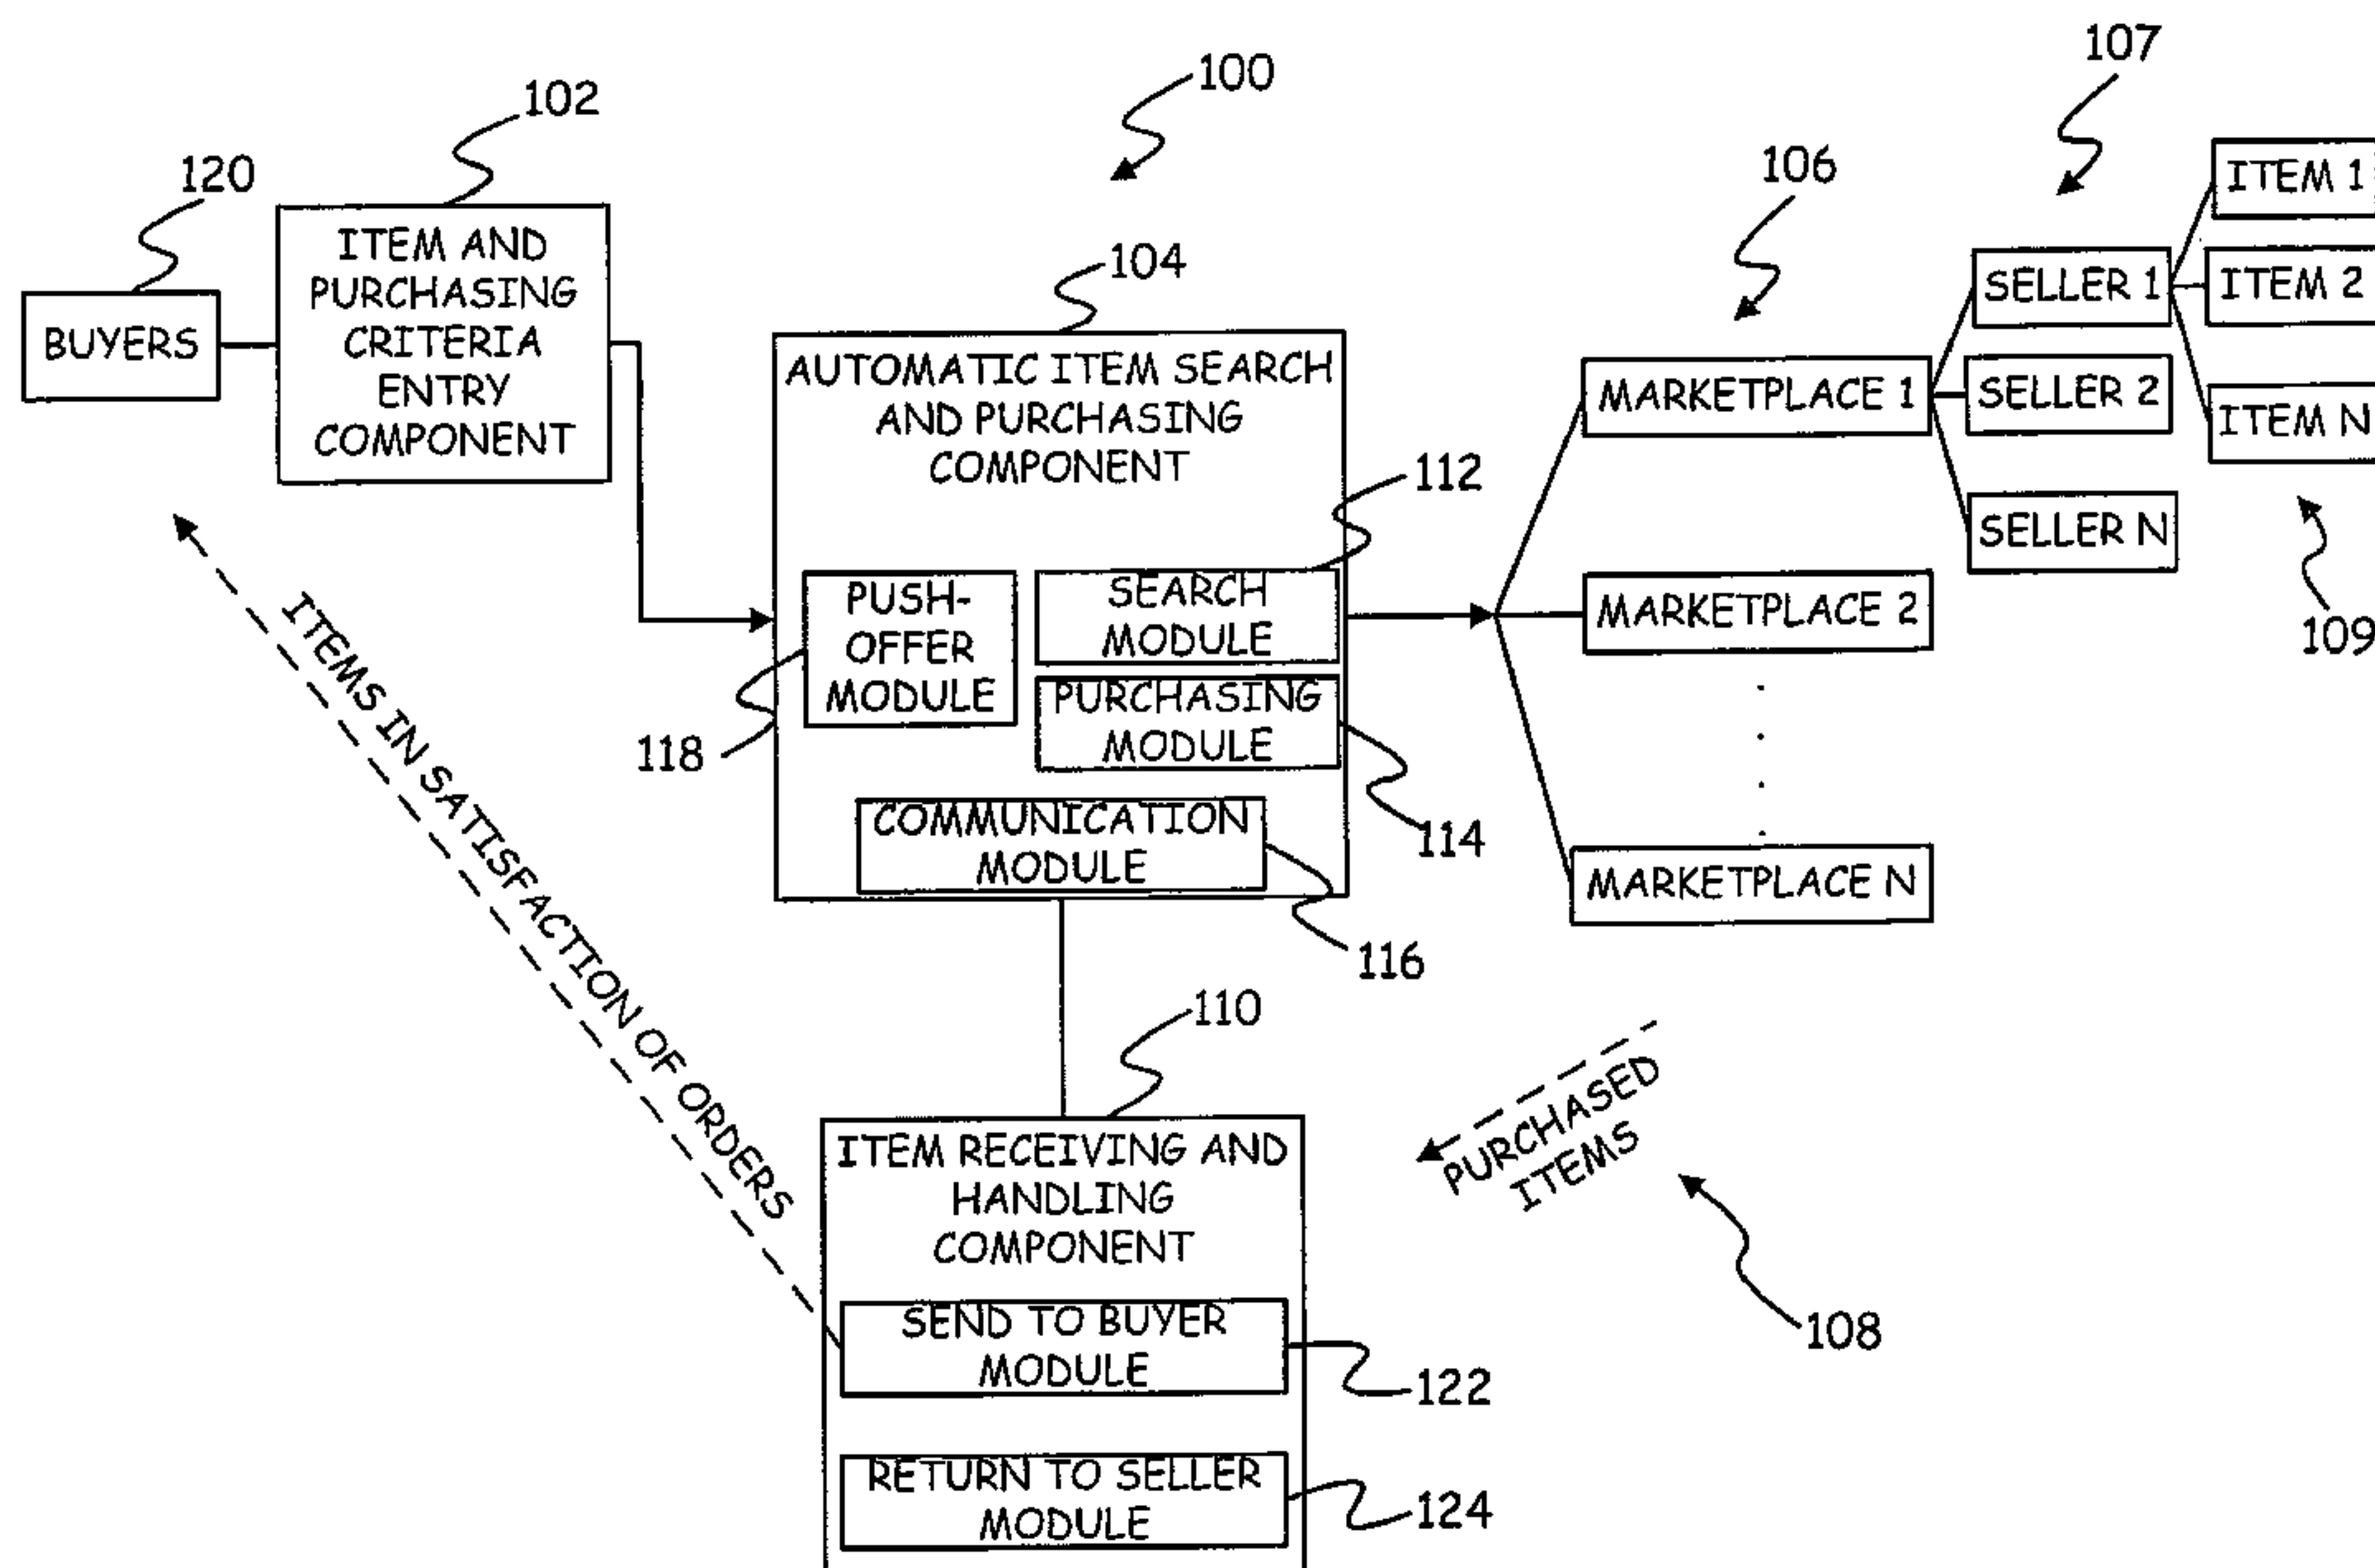 100
107
102
120
106
104
BUYERS
ITEM AND
PURCHASING
CRITERIA
ENTRY
COMPONENT
AUTOMATIC ITEM SEARCH
AND PURCHASING
COMPONENT
112
PUSH-
OFFER
MODULE
SEARCH
MODULE
PURCHASING
MODULE
118
114
COMMUNICATION
MODULE
116
MARKETPLACE 1
MARKETPLACE 2
.
.
.
.
MARKETPLACE N
SELLER 1
SELLER 2
SELLER N
ITEM 1
ITEM 2
ITEM N
109
ITEMS IN SATISFACTION OF ORDERS
110
ITEM RECEIVING AND
HANDLING
COMPONENT
SEND TO BUYER
MODULE
122
RETURN TO SELLER
MODULE
124
PURCHASED
ITEMS
108